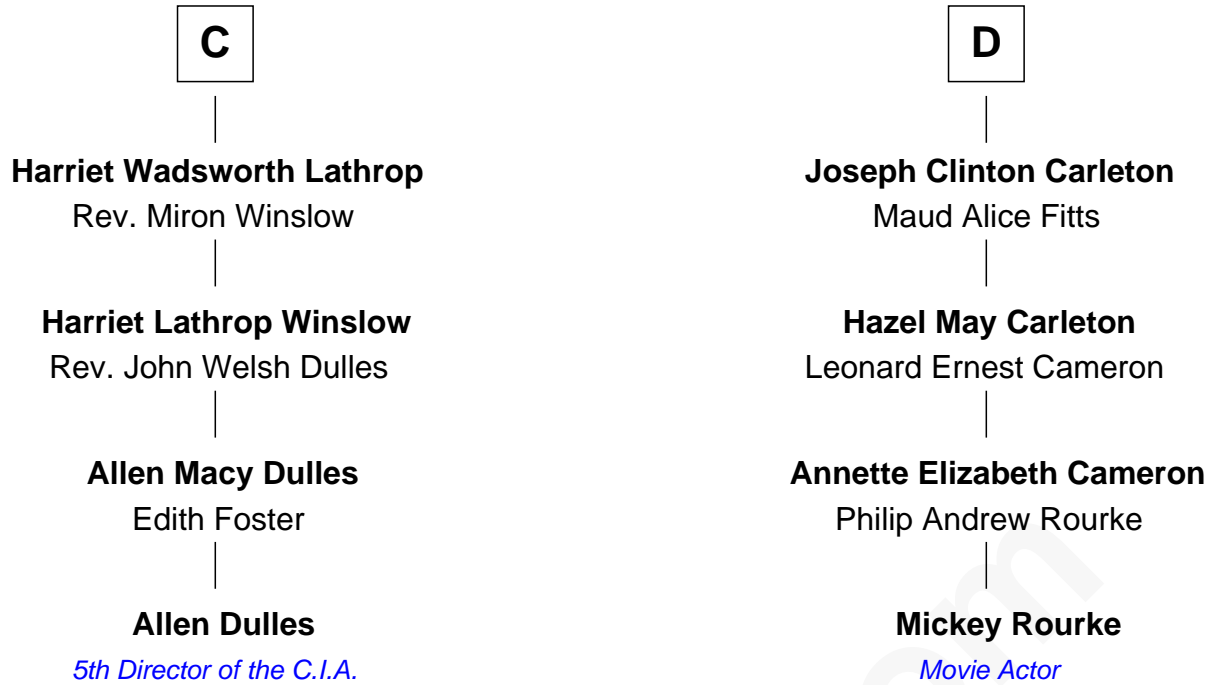 C
Harriet Wadsworth Lathrop
Rev. Miron Winslow
Harriet Lathrop Winslow
Rev. John Welsh Dulles
Allen Macy Dulles
Edith Foster
Allen Dulles
5th Director of the C.I.A.
D
Joseph Clinton Carleton
Maud Alice Fitts
Hazel May Carleton
Leonard Ernest Cameron
Annette Elizabeth Cameron
Philip Andrew Rourke
Mickey Rourke
Movie Actor